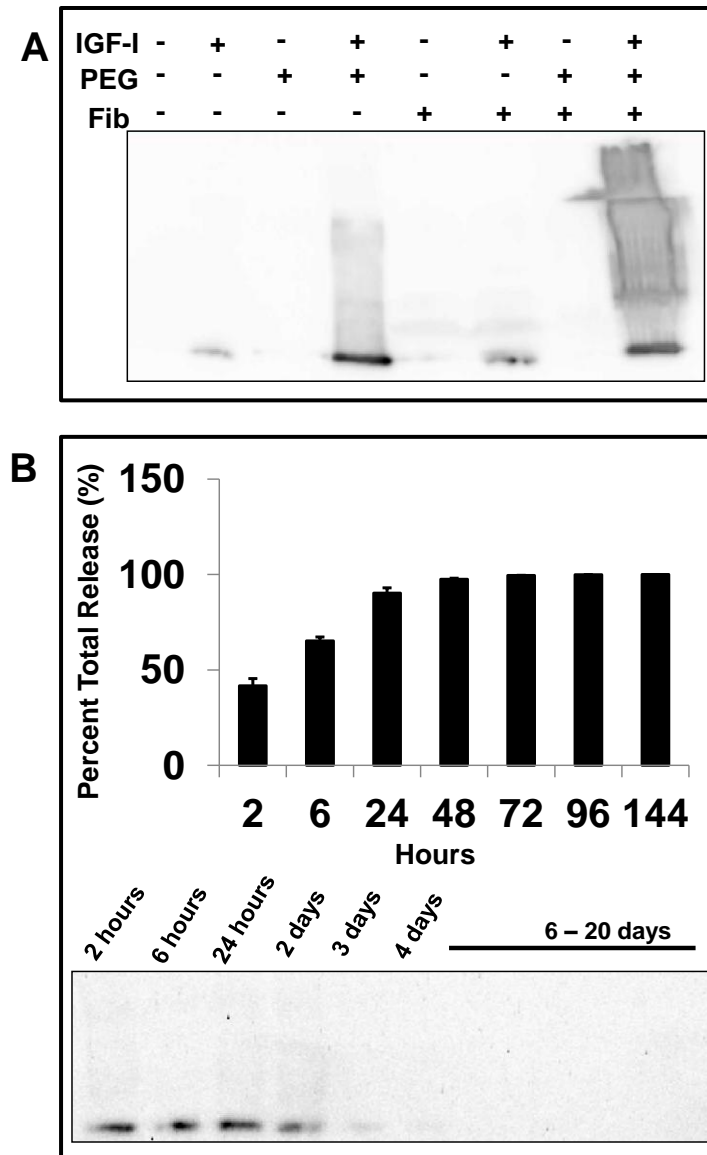 A
IGF-I - + - + - + - +
PEG - - + + - - + +
Fib - - - - + + + +
B
Percent Total Release (%)
150
100
50
0
2 6 24 48 72 96 144
Hours
2 hours 6 hours 24 hours 2 days 3 days 4 days 6 – 20 days